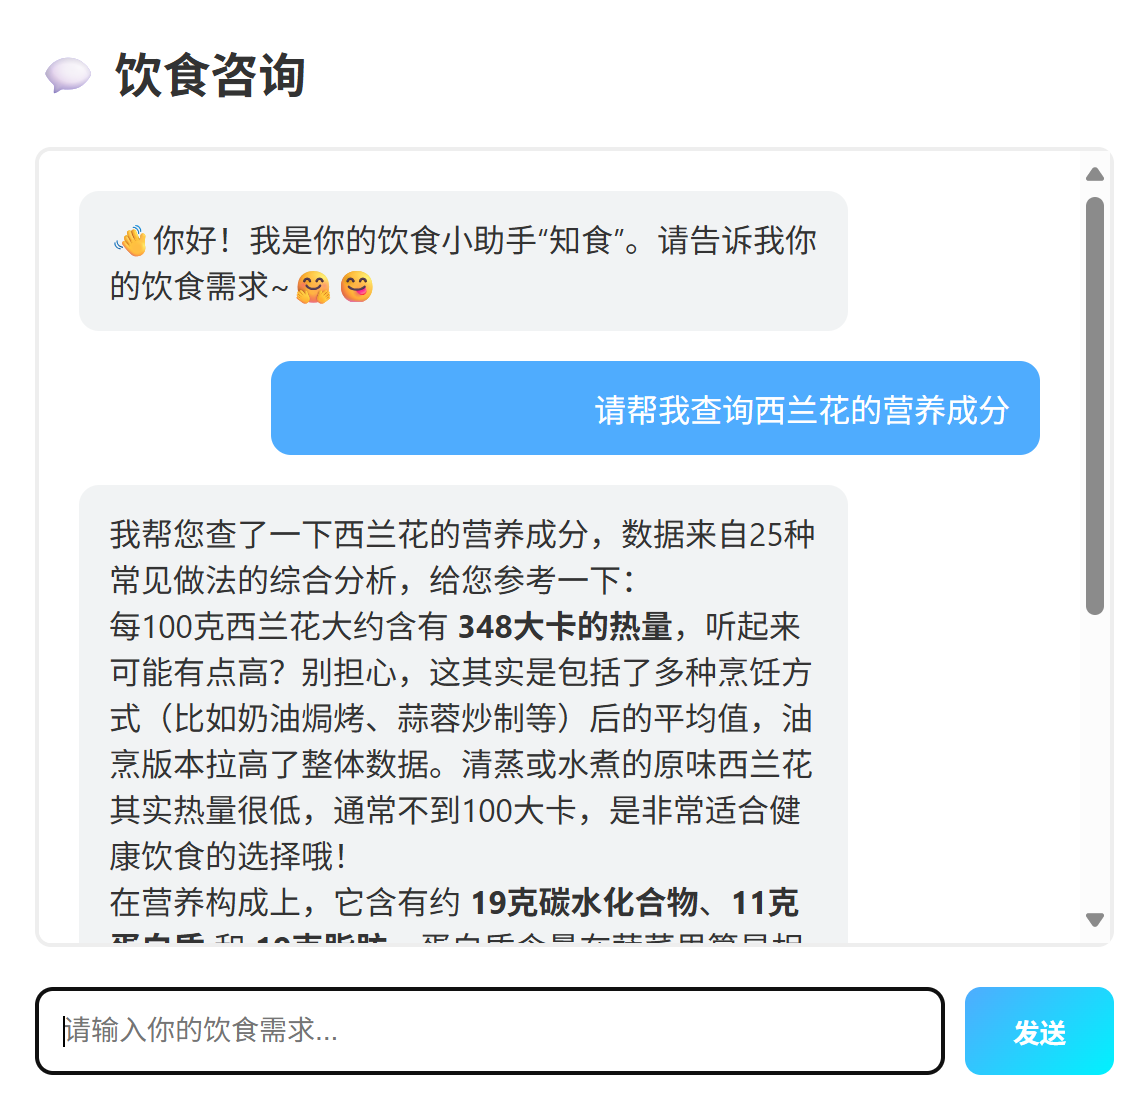 饮食咨询
你好！我是你的饮食小助手“知食”。请告诉我你
的饮食需求~
请帮我查询西兰花的营养成分
我帮您查了一下西兰花的营养成分，数据来自25种
常见做法的综合分析，给您参考一下：
每100克西兰花大约含有 348大卡的热量，听起来
可能有点高？别担心，这其实是包括了多种烹饪方
式（比如奶油焗烤、蒜蓉炒制等）后的平均值，油
烹版本拉高了整体数据。清蒸或水煮的原味西兰花
其实热量很低，通常不到100大卡，是非常适合健
康饮食的选择哦！
在营养构成上，它含有约 19克碳水化合物、11克
蛋白质 和
请输入你的饮食需求...
发送